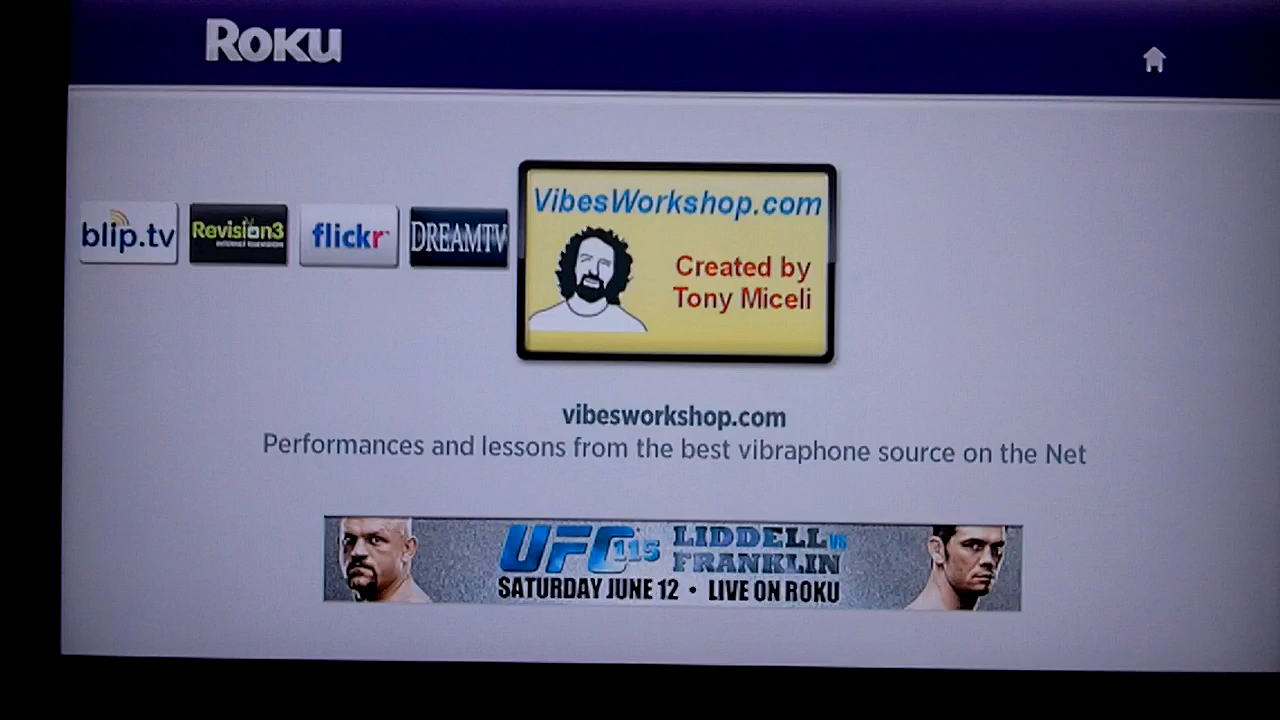 ROKU
blip.tv
Revision3
flickr
DREAMTV
VibesWorkshop.com
Created by
Tony Miceli
vibesworkshop.com
Performances and lessons from the best vibraphone source on the Net
UFC 115
LIDDELL VS
FRANKLIN
SATURDAY JUNE 12 • LIVE ON ROKU